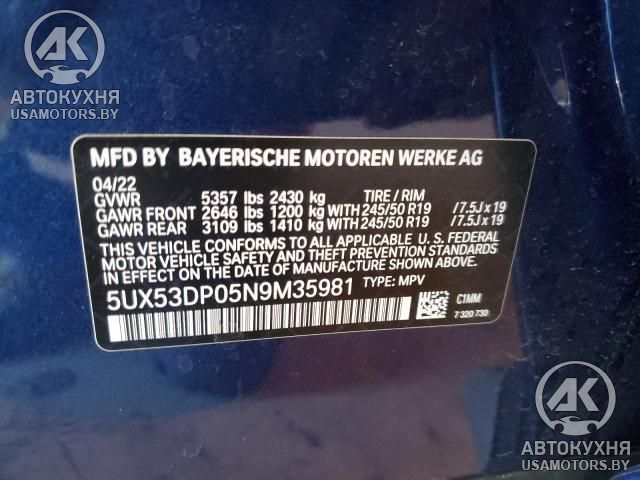 AK
АВТОКУХНЯ
USAMOTORS.BY
MFD BY BAYERISCHE MOTOREN WERKE AG
04/22
GVWR 5357 lbs 2430 kg TIRE / RIM
GAWR FRONT 2646 lbs 1200 kg WITH 245/50 R19 /7.5J x 19
GAWR REAR 3109 lbs 1410 kg WITH 245/50 R19 /7.5J x 19
THIS VEHICLE CONFORMS TO ALL APPLICABLE U. S. FEDERAL
MOTOR VEHICLE SAFETY AND THEFT PREVENTION STANDARDS
IN EFFECT ON THE DATE OF MANUFACTURE SHOWN ABOVE.
5UX53DP05N9M35981 TYPE: MPV
C1MM
7 320 730
AK
АВТОКУХНЯ
USAMOTORS.BY